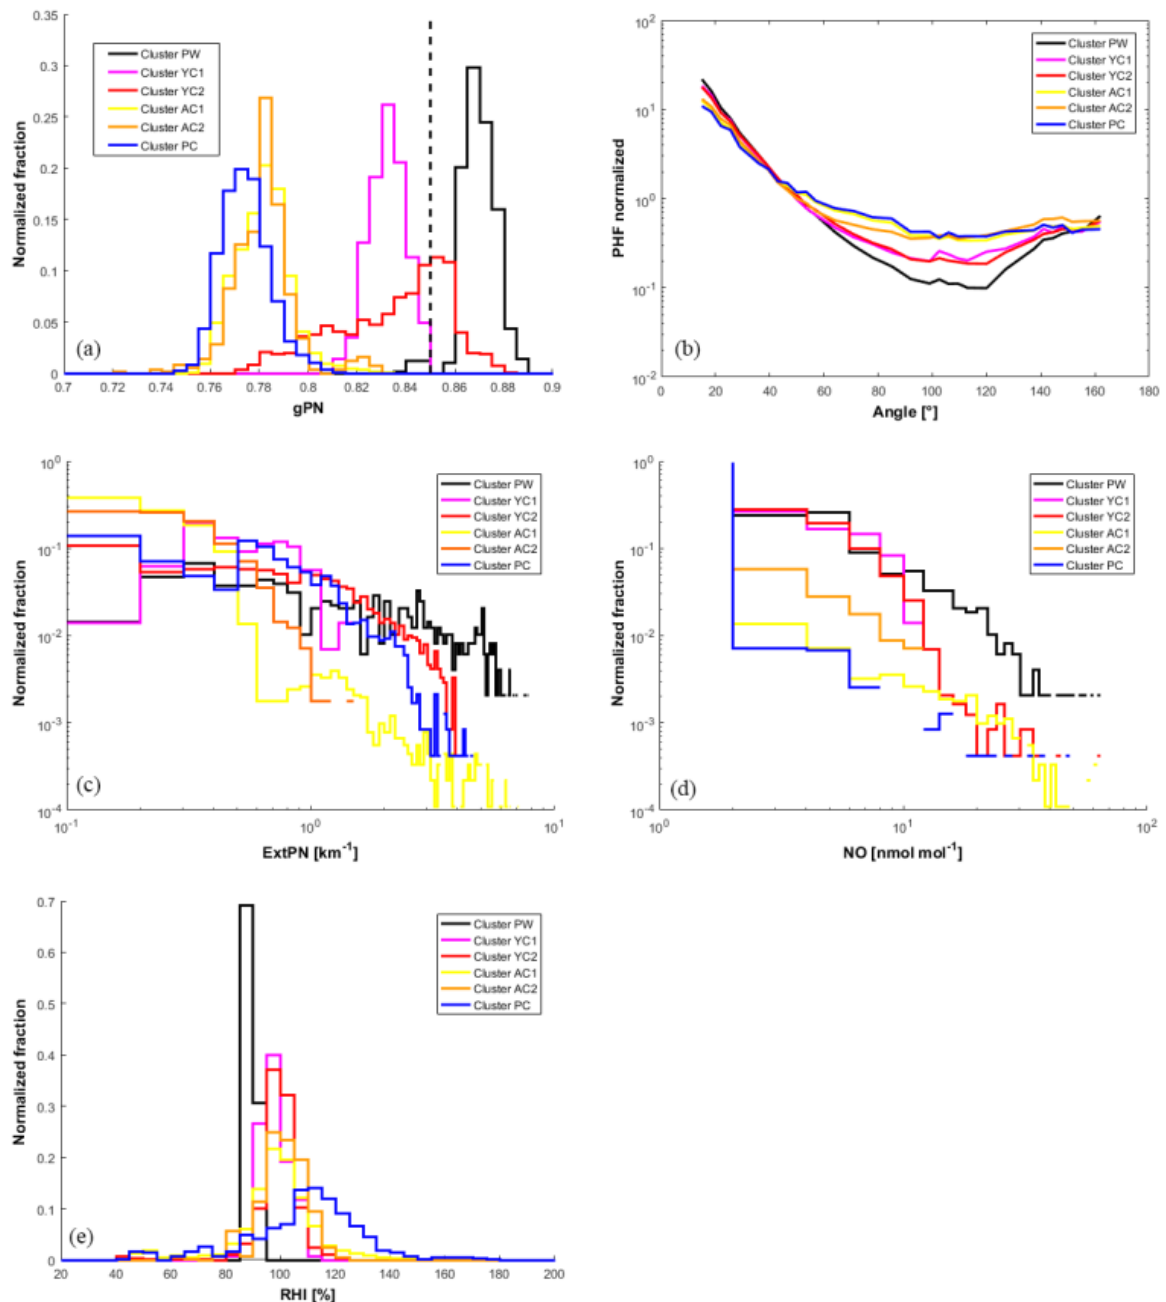 0.35
0.3
0.25
0.2
0.15
0.1
0.05
0
Normalized fraction
Cluster PW
Cluster YC1
Cluster YC2
Cluster AC1
Cluster AC2
Cluster PC
(a)
0.7 0.72 0.74 0.76 0.78 0.8 0.82 0.84 0.86 0.88 0.9
gPN
10^2
10^1
10^0
10^-1
10^-2
PHF normalized
Cluster PW
Cluster YC1
Cluster YC2
Cluster AC1
Cluster AC2
Cluster PC
(b)
0 20 40 60 80 100 120 140 160 180
Angle [°]
10^0
10^-1
10^-2
10^-3
10^-4
Normalized fraction
Cluster PW
Cluster YC1
Cluster YC2
Cluster AC1
Cluster AC2
Cluster PC
(c)
10^-1 10^0 10^1
ExtPN [km^-1]
10^0
10^-1
10^-2
10^-3
10^-4
Normalized fraction
Cluster PW
Cluster YC1
Cluster YC2
Cluster AC1
Cluster AC2
Cluster PC
(d)
10^0 10^1 10^2
NO [nmol mol^-1]
0.7
0.6
0.5
0.4
0.3
0.2
0.1
0
Normalized fraction
Cluster PW
Cluster YC1
Cluster YC2
Cluster AC1
Cluster AC2
Cluster PC
(e)
20 40 60 80 100 120 140 160 180 200
RHI [%]